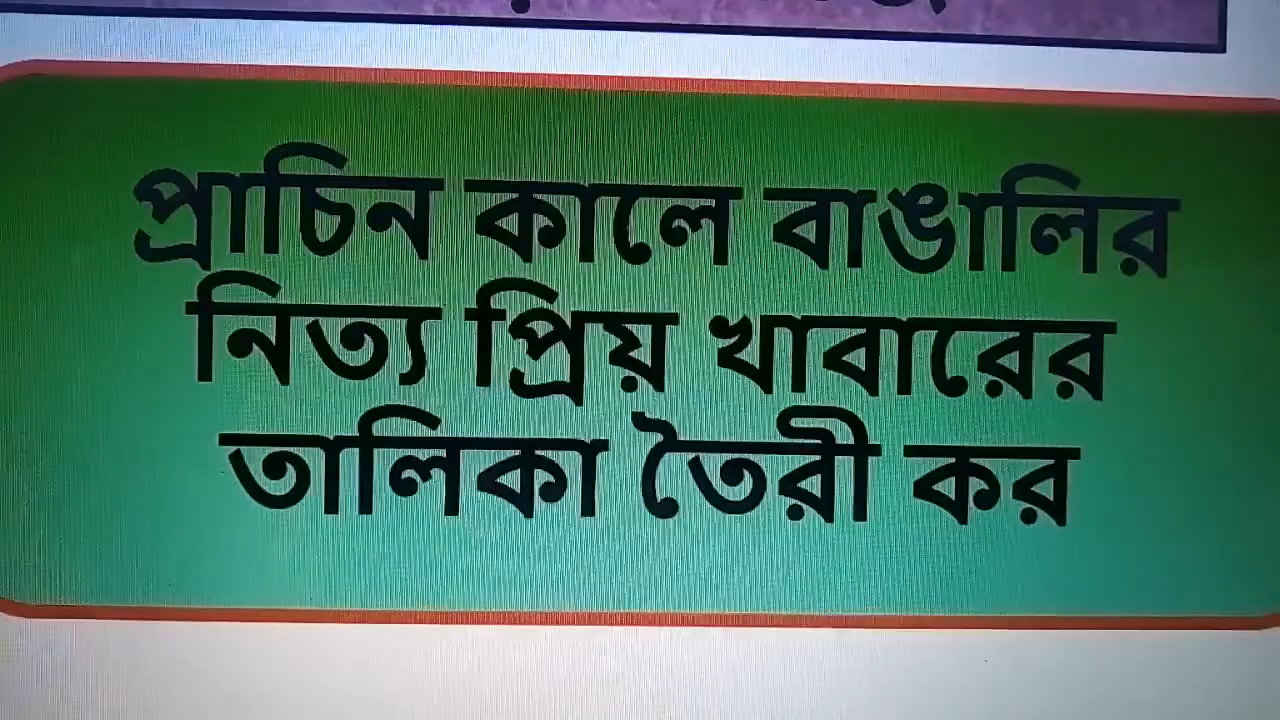 প্রাচিন কালে বাঙালির
নিত্য প্রিয় খাবারের
তালিকা তৈরী কর